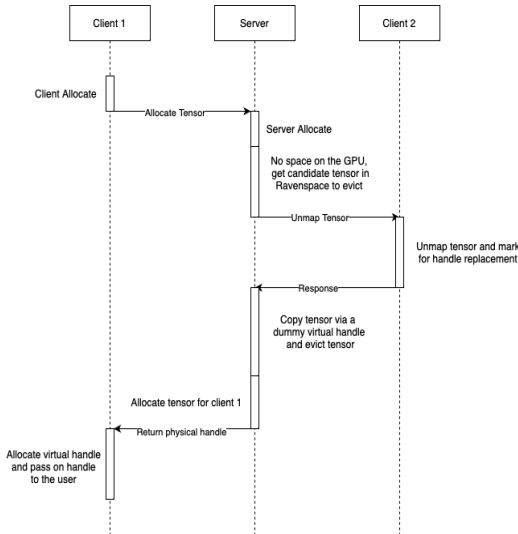 Client 1
Server
Client 2
Client Allocate
Allocate Tensor
Server Allocate
No space on the GPU,
get candidate tensor in
Ravenspace to evict
Unmap Tensor
Unmap tensor and mark
for handle replacement
Response
Copy tensor via a
dummy virtual handle
and evict tensor
Allocate tensor for client 1
Return physical handle
Allocate virtual handle
and pass on handle
to the user